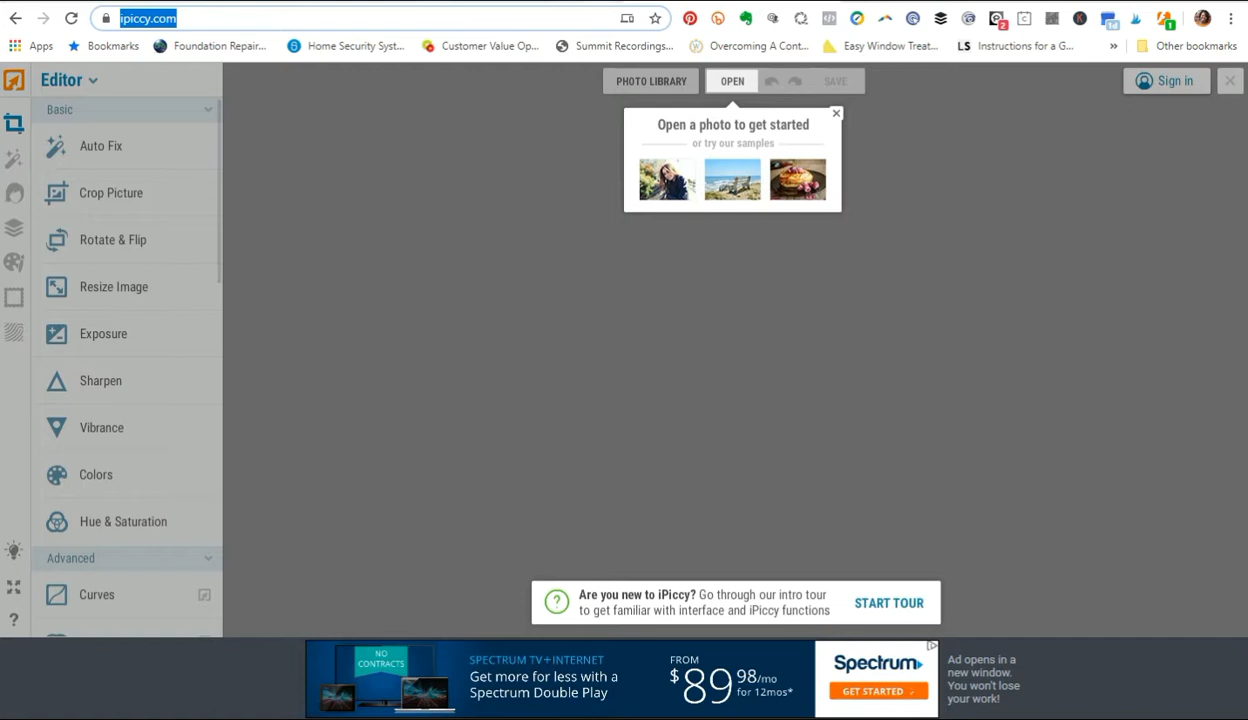 ipiccy.com
2
1d
1
Apps
Bookmarks
Foundation Repair...
Home Security Syst...
Customer Value Op...
Summit Recordings...
Overcoming A Cont...
Easy Window Treat...
LS Instructions for a G...
»
Other bookmarks
Editor
PHOTO LIBRARY
OPEN
SAVE
Sign in
Basic
Open a photo to get started
or try our samples
Auto Fix
Crop Picture
Rotate & Flip
Resize Image
Exposure
Sharpen
Vibrance
Colors
Hue & Saturation
Advanced
Curves
?
Are you new to iPiccy? Go through our intro tour
to get familiar with interface and iPiccy functions
START TOUR
NO
CONTRACTS
SPECTRUM TV+INTERNET
Get more for less with a
Spectrum Double Play
FROM
$89 98/mo
for 12mos*
Spectrum
GET STARTED
Ad opens in a
new window.
You won't lose
your work!